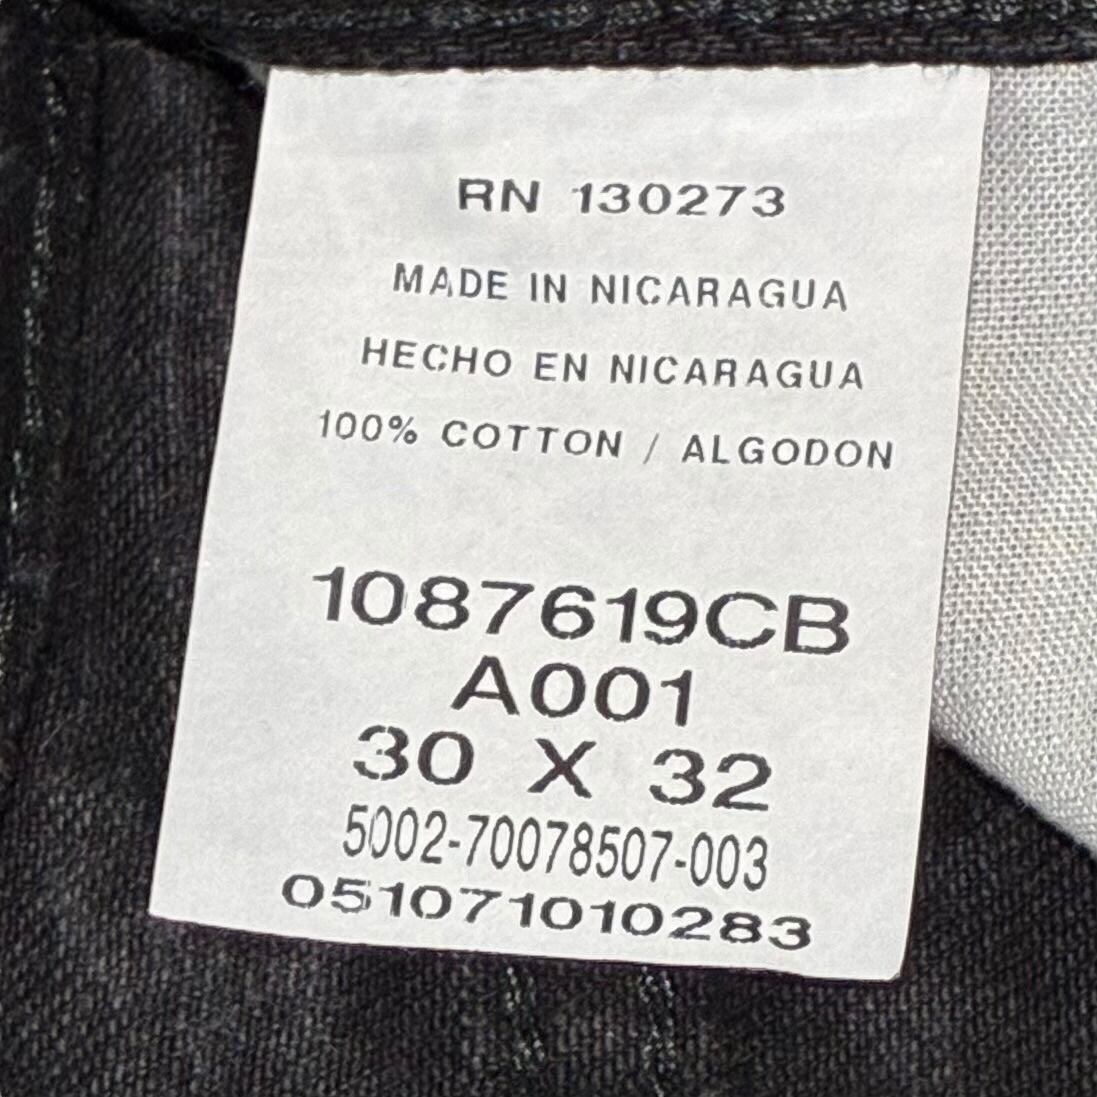 RN 130273
MADE IN NICARAGUA
HECHO EN NICARAGUA
100% COTTON / ALGODON
1087619CB
A001
30 X 32
5002-70078507-003
051071010283